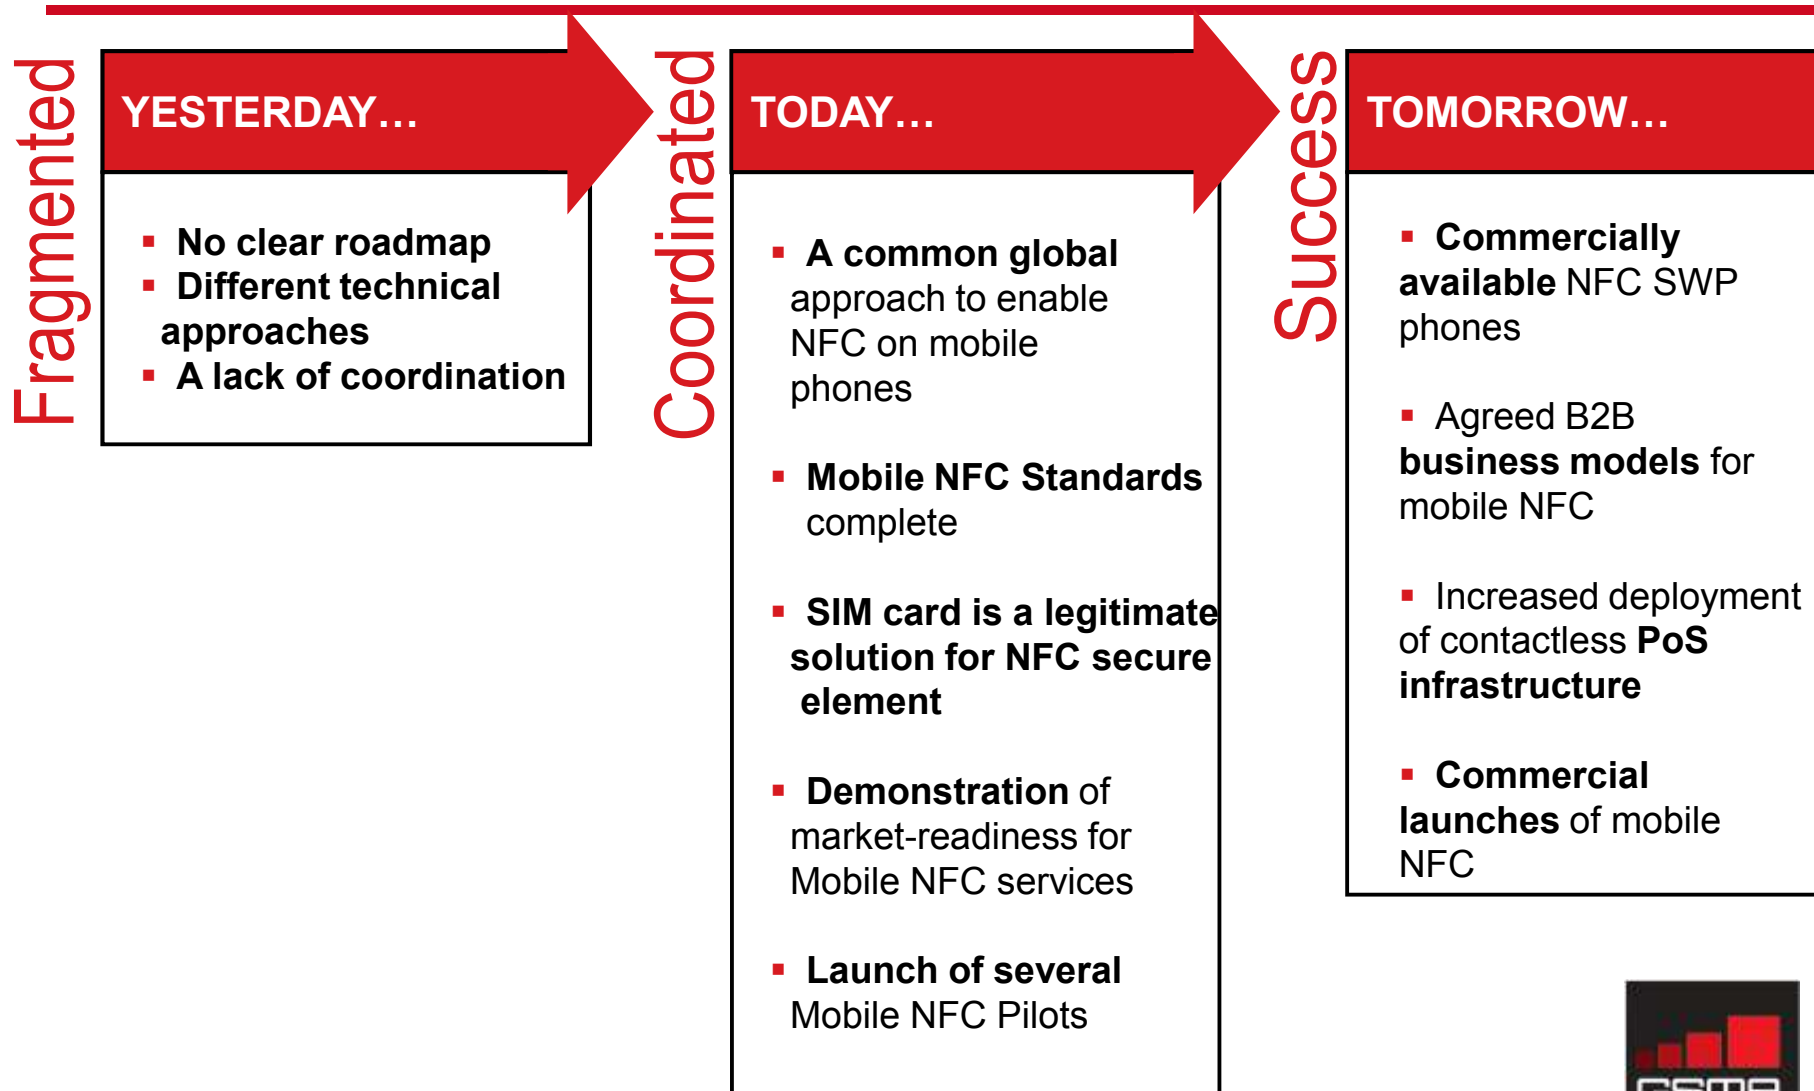 Fragmented
YESTERDAY…
▪ No clear roadmap
▪ Different technical
approaches
▪ A lack of coordination
Coordinated
TODAY…
▪ A common global
approach to enable
NFC on mobile
phones
▪ Mobile NFC Standards
complete
▪ SIM card is a legitimate
solution for NFC secure
element
▪ Demonstration of
market-readiness for
Mobile NFC services
▪ Launch of several
Mobile NFC Pilots
Success
TOMORROW…
▪ Commercially
available NFC SWP
phones
▪ Agreed B2B
business models for
mobile NFC
▪ Increased deployment
of contactless PoS
infrastructure
▪ Commercial
launches of mobile
NFC
GSMA